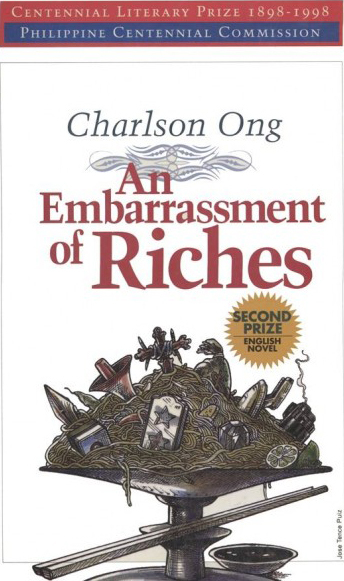 CENTENNIAL LITERARY PRIZE 1898-1998
PHILIPPINE CENTENNIAL COMMISSION
Charlson Ong
An
Embarrassment
of Riches
SECOND
PRIZE
ENGLISH
NOVEL
Jose Tence Ruiz